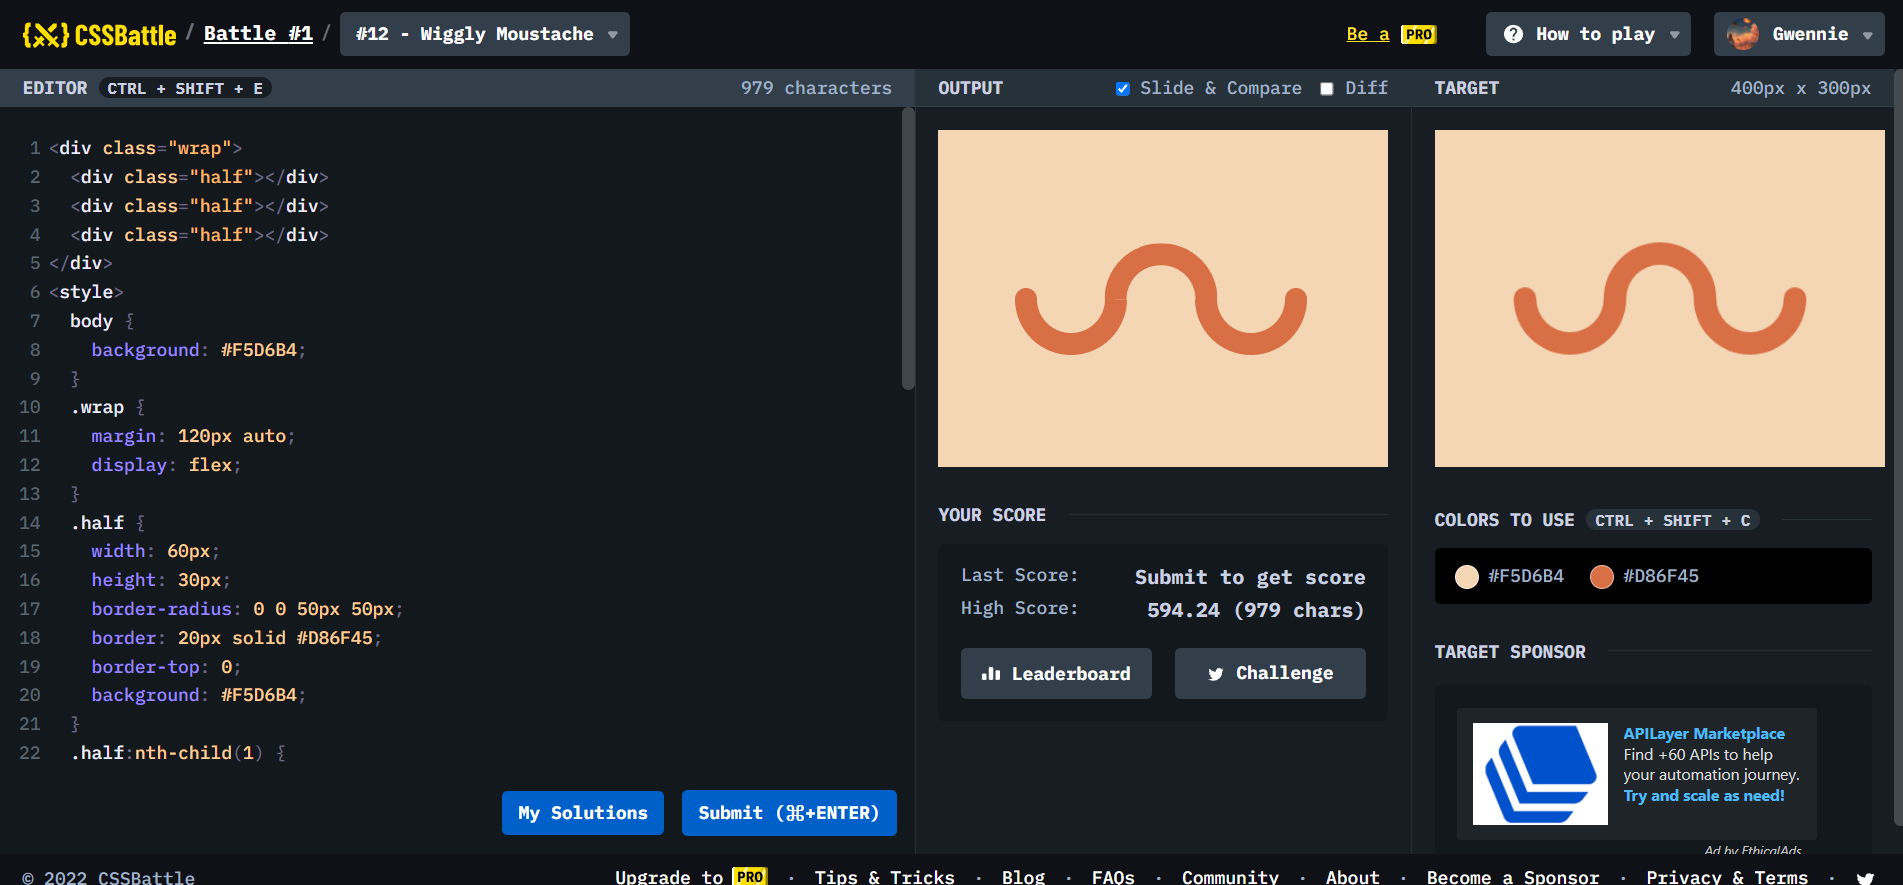 {X} CSSBattle / Battle #1 / #12 - Wiggly Moustache ▼
Be a PRO
? How to play ▼
Gwennie ▼
EDITOR CTRL + SHIFT + E 979 characters
OUTPUT Slide & Compare Diff
TARGET 400px x 300px
1 <div class="wrap">
2 <div class="half"></div>
3 <div class="half"></div>
4 <div class="half"></div>
5 </div>
6 <style>
7 body {
8 background: #F5D6B4;
9 }
10 .wrap {
11 margin: 120px auto;
12 display: flex;
13 }
14 .half {
15 width: 60px;
16 height: 30px;
17 border-radius: 0 0 50px 50px;
18 border: 20px solid #D86F45;
19 border-top: 0;
20 background: #F5D6B4;
21 }
22 .half:nth-child(1) {
My Solutions
Submit (⌘+ENTER)
YOUR SCORE
Last Score: Submit to get score
High Score: 594.24 (979 chars)
Leaderboard
Challenge
COLORS TO USE CTRL + SHIFT + C
#F5D6B4 #D86F45
TARGET SPONSOR
APILayer Marketplace
Find +60 APIs to help
your automation journey.
Try and scale as need!
Ad by EthicalAds
© 2022 CSSBattle
Upgrade to PRO · Tips & Tricks · Blog · FAQs · Community · About · Become a Sponsor · Privacy & Terms ·